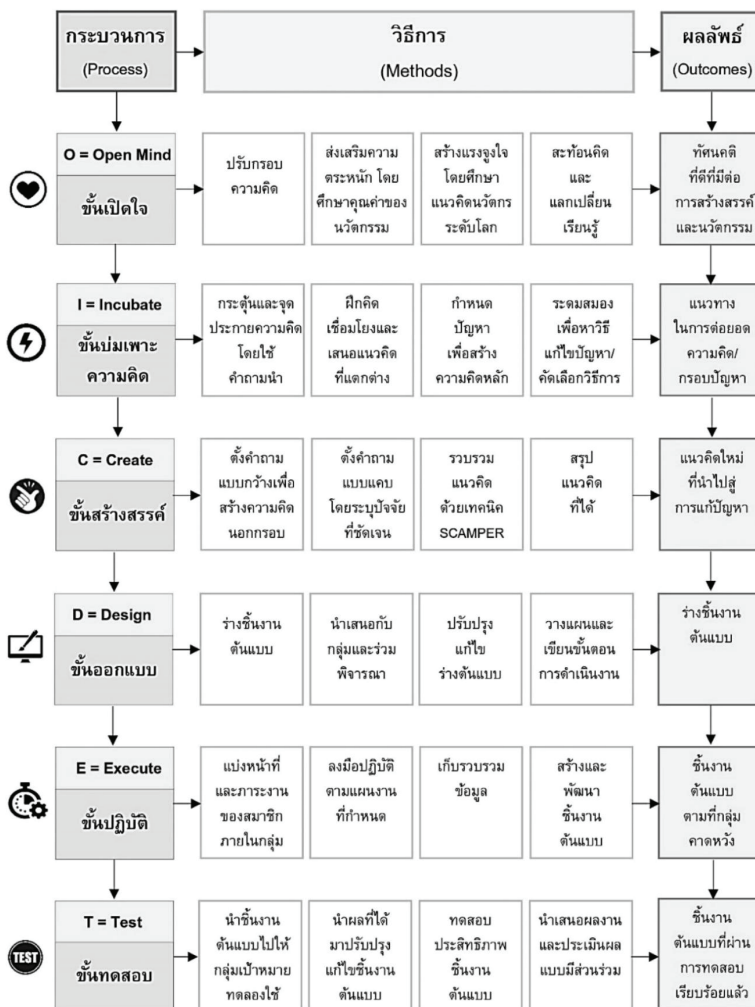 กระบวนการ
(Process)
วิธีการ
(Methods)
ผลลัพธ์
(Outcomes)
O = Open Mind
ขั้นเปิดใจ
ปรับกรอบ
ความคิด
ส่งเสริมความ
ตระหนัก โดย
ศึกษาคุณค่าของ
นวัตกรรม
สร้างแรงจูงใจ
โดยศึกษา
แนวคิดนวัตกร
ระดับโลก
สะท้อนคิด
และ
แลกเปลี่ยน
เรียนรู้
ทัศนคติ
ที่ดีที่มีต่อ
การสร้างสรรค์
และนวัตกรรม
I = Incubate
ขั้นบ่มเพาะ
ความคิด
กระตุ้นและจุด
ประกายความคิด
โดยใช้
คำถามนำ
ฝึกคิด
เชื่อมโยงและ
เสนอแนวคิด
ที่แตกต่าง
กำหนด
ปัญหา
เพื่อสร้าง
ความคิดหลัก
ระดมสมอง
เพื่อหาวิธี
แก้ไขปัญหา/
คัดเลือกวิธีการ
แนวทาง
ในการต่อยอด
ความคิด/
กรอบปัญหา
C = Create
ขั้นสร้างสรรค์
ตั้งคำถาม
แบบกว้างเพื่อ
สร้างความคิด
นอกกรอบ
ตั้งคำถาม
แบบแคบ
โดยระบุปัจจัย
ที่ชัดเจน
รวบรวม
แนวคิด
ด้วยเทคนิค
SCAMPER
สรุป
แนวคิด
ที่ได้
แนวคิดใหม่
ที่นำไปสู่
การแก้ปัญหา
D = Design
ขั้นออกแบบ
ร่างชิ้นงาน
ต้นแบบ
นำเสนอกับ
กลุ่มและร่วม
พิจารณา
ปรับปรุง
แก้ไข
ร่างต้นแบบ
วางแผนและ
เขียนขั้นตอน
การดำเนินงาน
ร่างชิ้นงาน
ต้นแบบ
E = Execute
ขั้นปฏิบัติ
แบ่งหน้าที่
และภาระงาน
ของสมาชิก
ภายในกลุ่ม
ลงมือปฏิบัติ
ตามแผนงาน
ที่กำหนด
เก็บรวบรวม
ข้อมูล
สร้างและ
พัฒนา
ชิ้นงาน
ต้นแบบ
ชิ้นงาน
ต้นแบบ
ตามที่กลุ่ม
คาดหวัง
TEST
T = Test
ขั้นทดสอบ
นำชิ้นงาน
ต้นแบบไปให้
กลุ่มเป้าหมาย
ทดลองใช้
นำผลที่ได้
มาปรับปรุง
แก้ไขชิ้นงาน
ต้นแบบ
ทดสอบ
ประสิทธิภาพ
ชิ้นงาน
ต้นแบบ
นำเสนอผลงาน
และประเมินผล
แบบมีส่วนร่วม
ชิ้นงาน
ต้นแบบที่ผ่าน
การทดสอบ
เรียบร้อยแล้ว